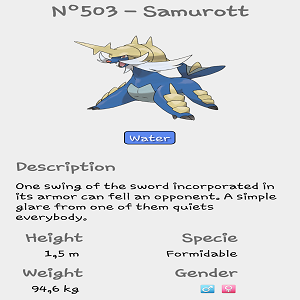 Nº503 – Samurott
Water
Description
One swing of the sword incorporated in
its armor can fell an opponent. A simple
glare from one of them quiets
everybody.
Height Specie
1,5 m Formidable
Weight Gender
94,6 kg ♂ ♀